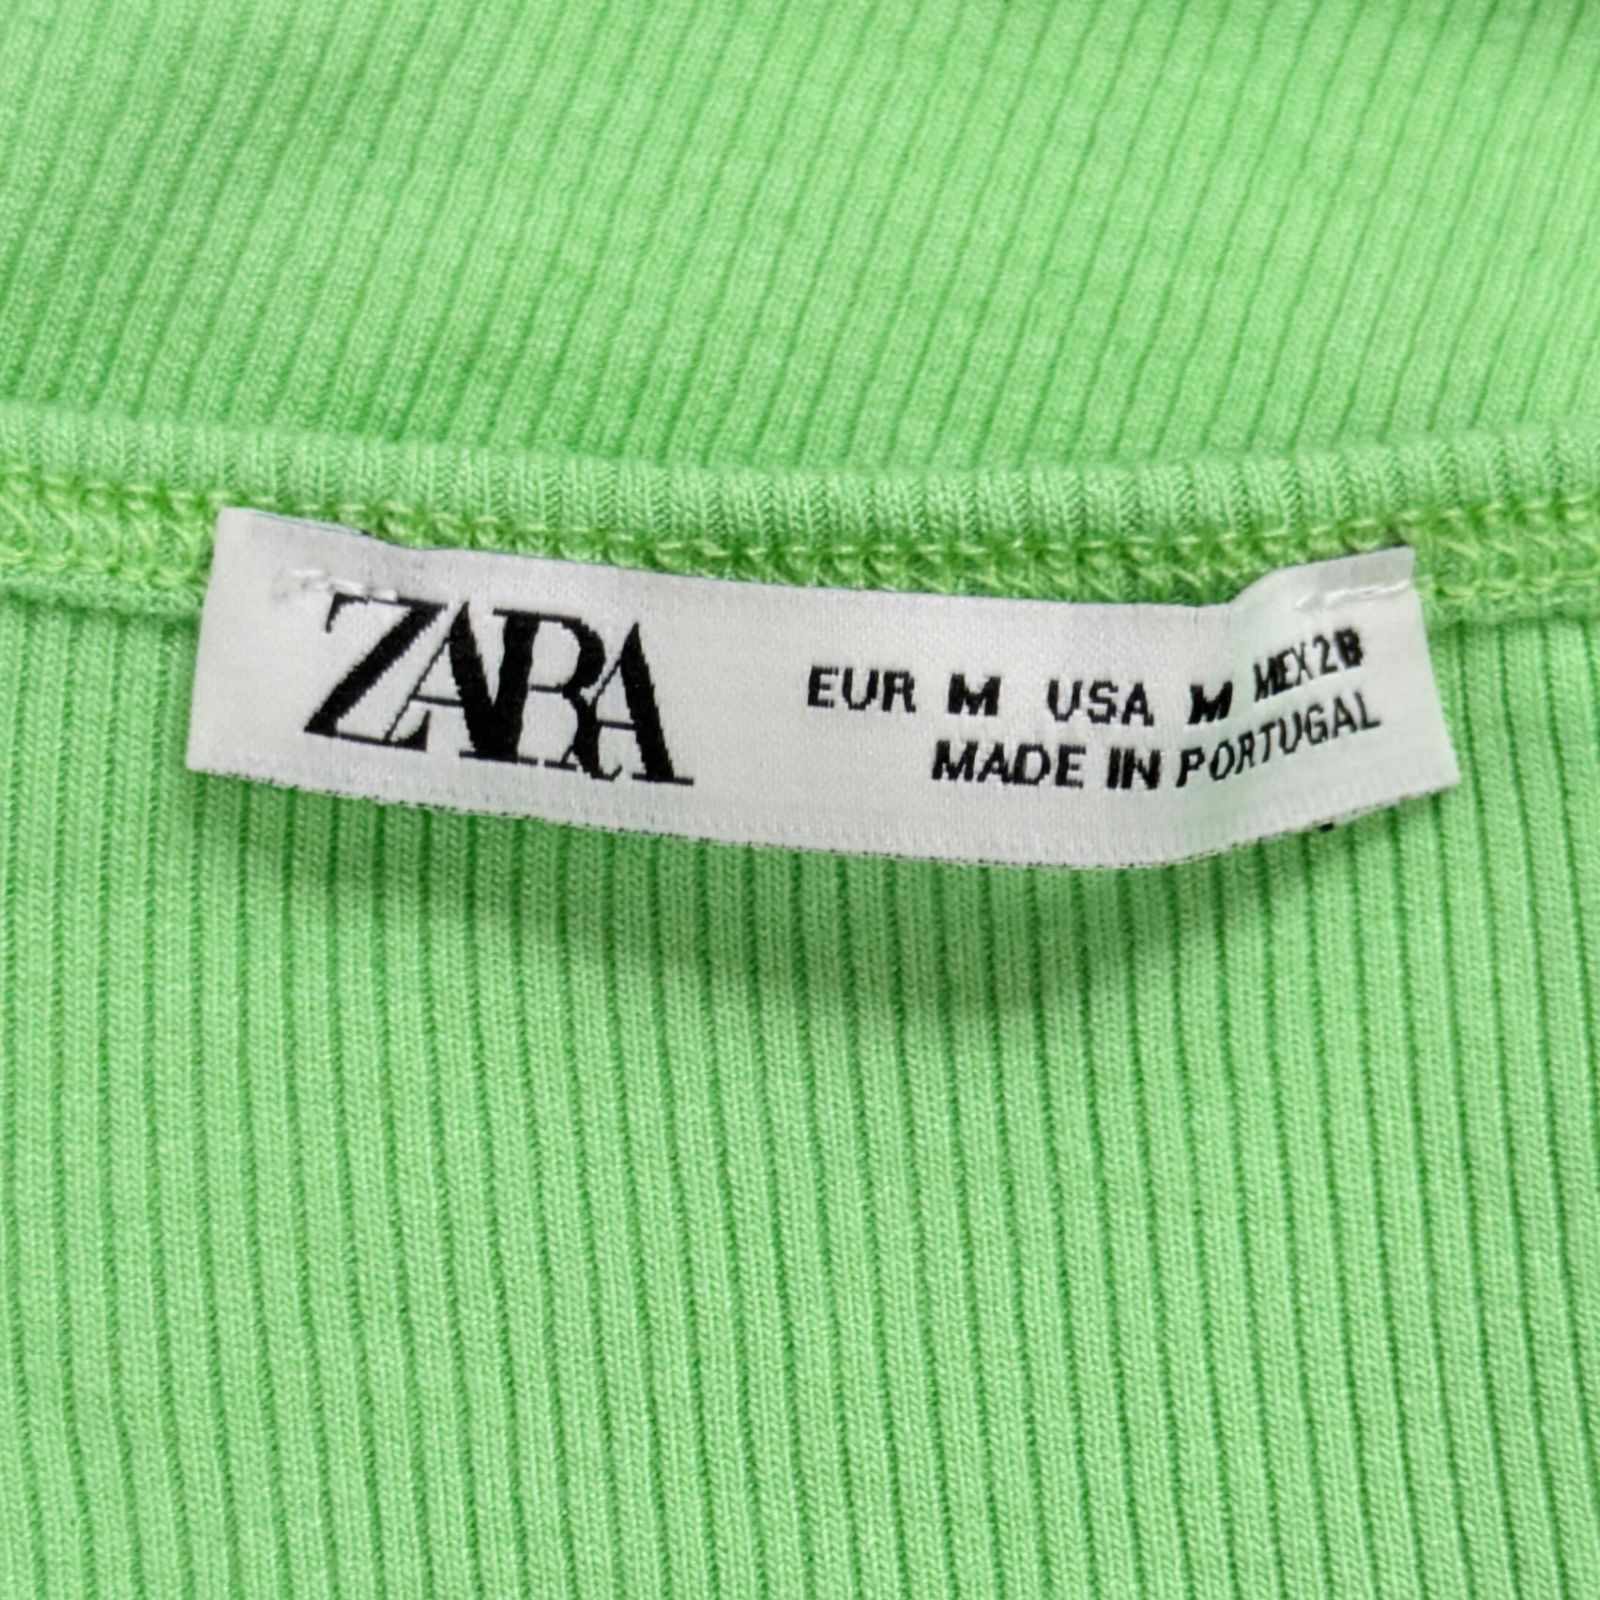 ZARA
EUR M USA M MEX 28
MADE IN PORTUGAL